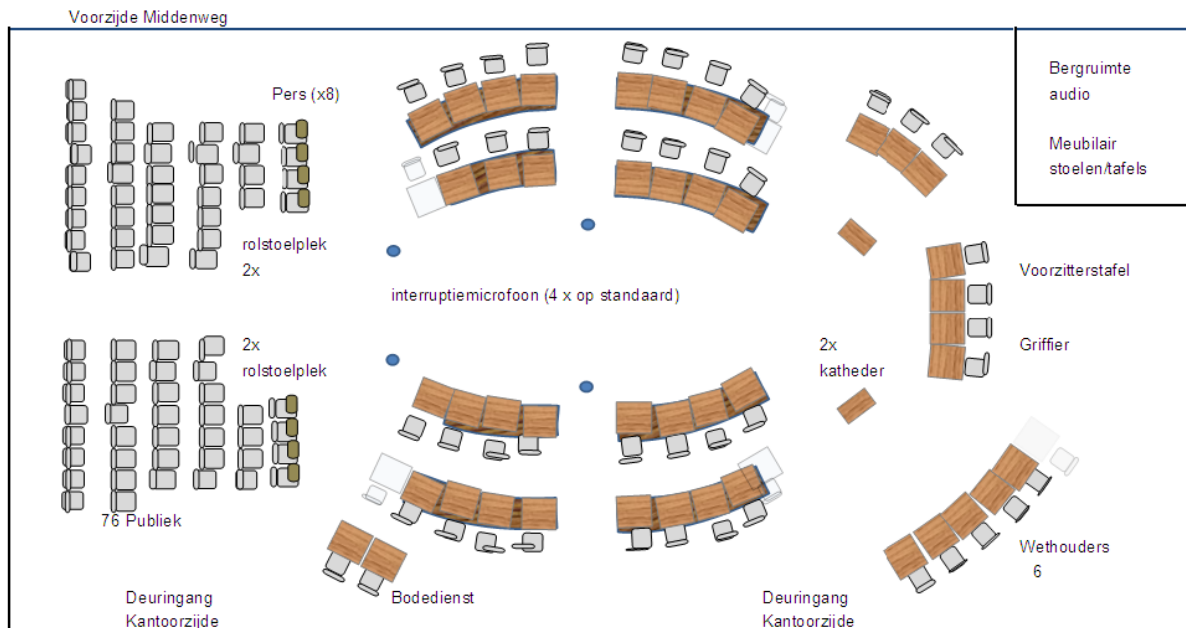 Voorzijde Middenweg
Bergruimte
audio
Meubilair
stoelen/tafels
Pers (x8)
rolstoelplek
2x
interruptiemicrofoon (4 x op standaard)
Voorzitterstafel
2x
rolstoelplek
2x
katheder
Griffier
76 Publiek
Wethouders
6
Deuringang
Kantoorzijde
Bodedienst
Deuringang
Kantoorzijde